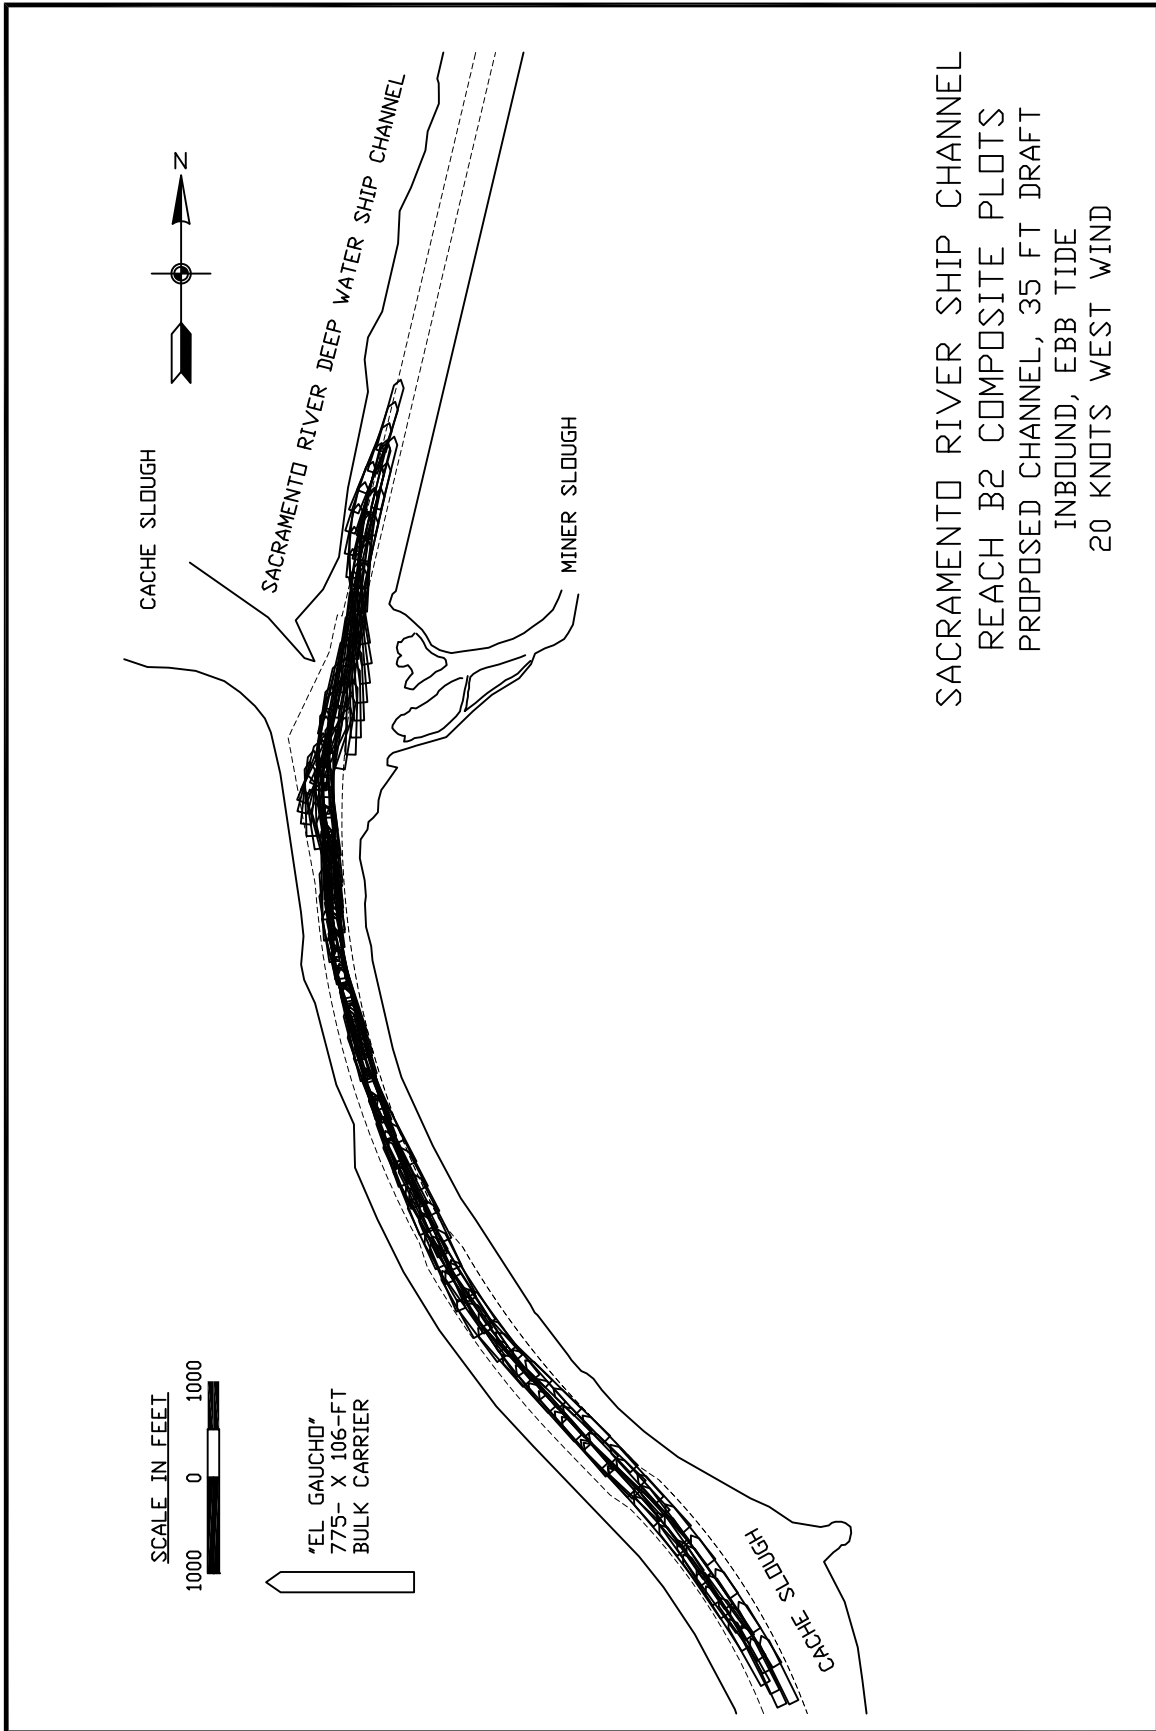 CACHE SLOUGH
SACRAMENTO RIVER DEEP WATER SHIP CHANNEL
N
MINER SLOUGH
SCALE IN FEET
1000 0 1000
"EL GAUCHO"
775- X 106-FT
BULK CARRIER
CACHE SLOUGH
SACRAMENTO RIVER SHIP CHANNEL
REACH B2 COMPOSITE PLOTS
PROPOSED CHANNEL, 35 FT DRAFT
INBOUND, EBB TIDE
20 KNOTS WEST WIND